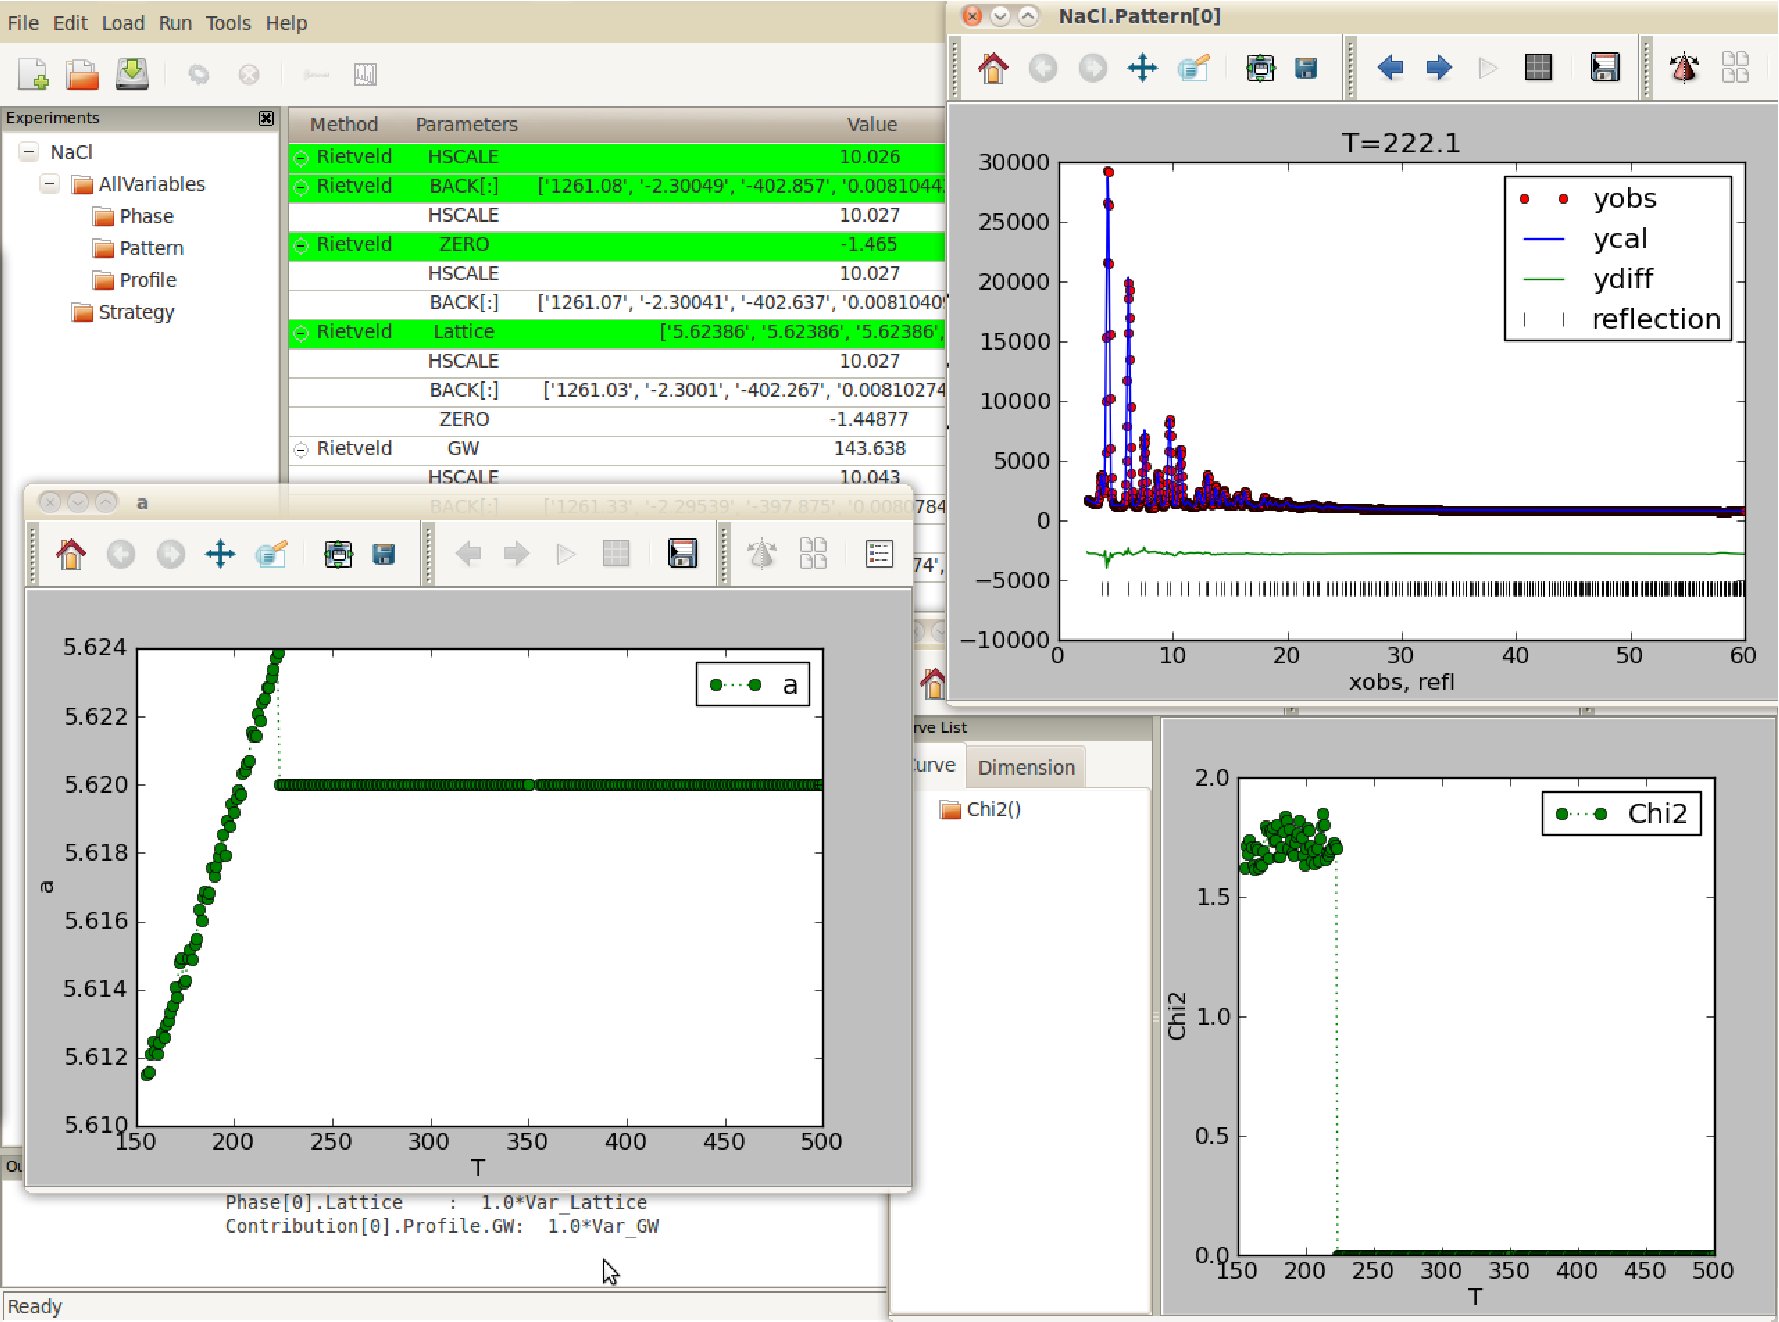 File Edit Load Run Tools Help
Experiments
NaCl
AllVariables
Phase
Pattern
Profile
Strategy
Method Parameters Value
Rietveld HSCALE 10.026
Rietveld BACK[:] ['1261.08', '-2.30049', '-402.857', '0.0081044
HSCALE 10.027
Rietveld ZERO -1.465
HSCALE 10.027
BACK[:] ['1261.07', '-2.30041', '-402.637', '0.0081040
Rietveld Lattice ['5.62386', '5.62386', '5.62386',
HSCALE 10.027
BACK[:] ['1261.03', '-2.3001', '-402.267', '0.00810274
ZERO -1.44877
Rietveld GW 143.638
HSCALE 10.043
BACK[:] ['1261.33', '-2.29539', '-397.875', '0.0080784
74',
NaCl.Pattern[0]
T=222.1
30000
25000
20000
15000
10000
5000
0
−5000
−10000
0 10 20 30 40 50 60
xobs, refl
yobs
ycal
ydiff
reflection
a
5.624
5.622
5.620
5.618
5.616
5.614
5.612
5.610
a
150 200 250 300 350 400 450 500
T
a
rve List
Curve Dimension
Chi2()
2.0
1.5
1.0
0.5
0.0
Chi2
150 200 250 300 350 400 450 500
T
Chi2
Ou
Phase[0].Lattice : 1.0*Var_Lattice
Contribution[0].Profile.GW: 1.0*Var_GW
Ready